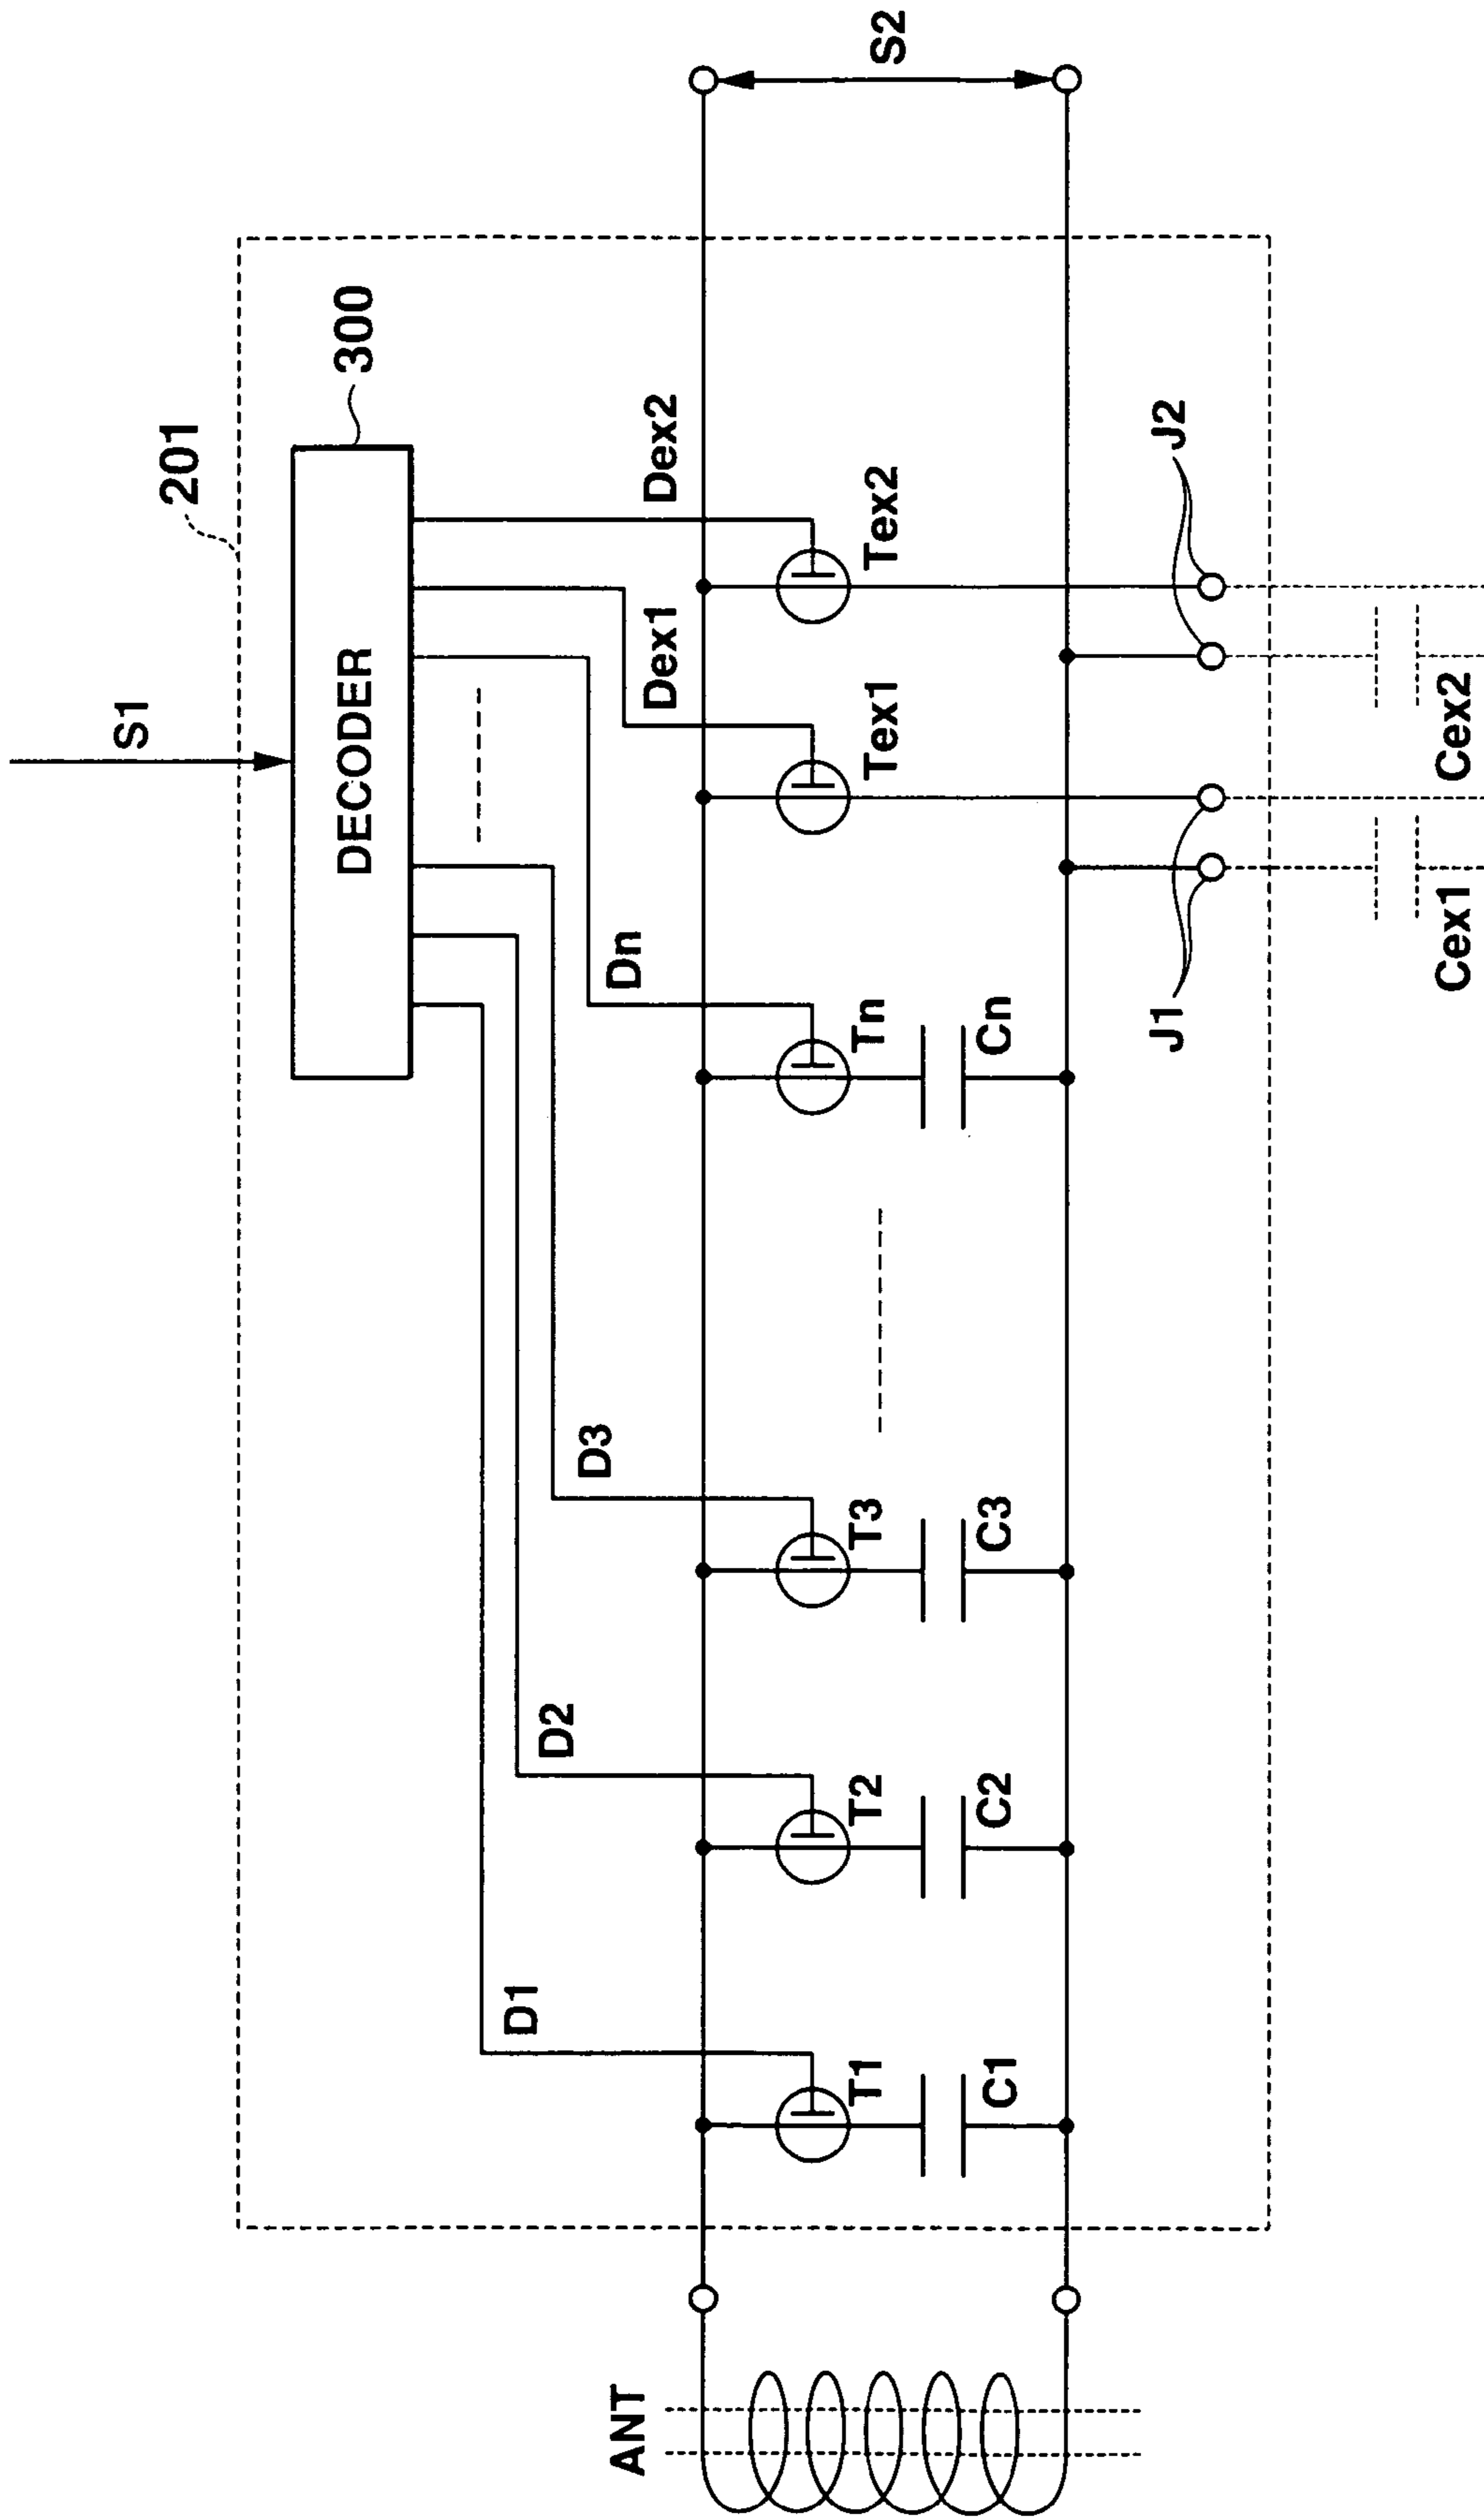 S1
201
300
DECODER
S2
D1
D2
D3
Dn
Dex1
Dex2
ANT
T1
T2
T3
Tn
Tex1
Tex2
C1
C2
C3
Cn
J1
J2
Cex1
Cex2